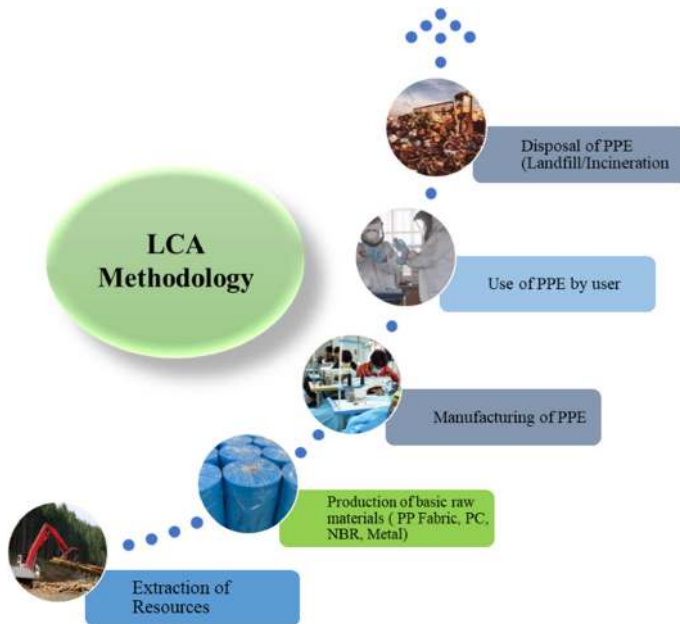 LCA
Methodology
Disposal of PPE
(Landfill/Incineration
Use of PPE by user
Manufacturing of PPE
Production of basic raw
materials ( PP Fabric, PC,
NBR, Metal)
Extraction of
Resources